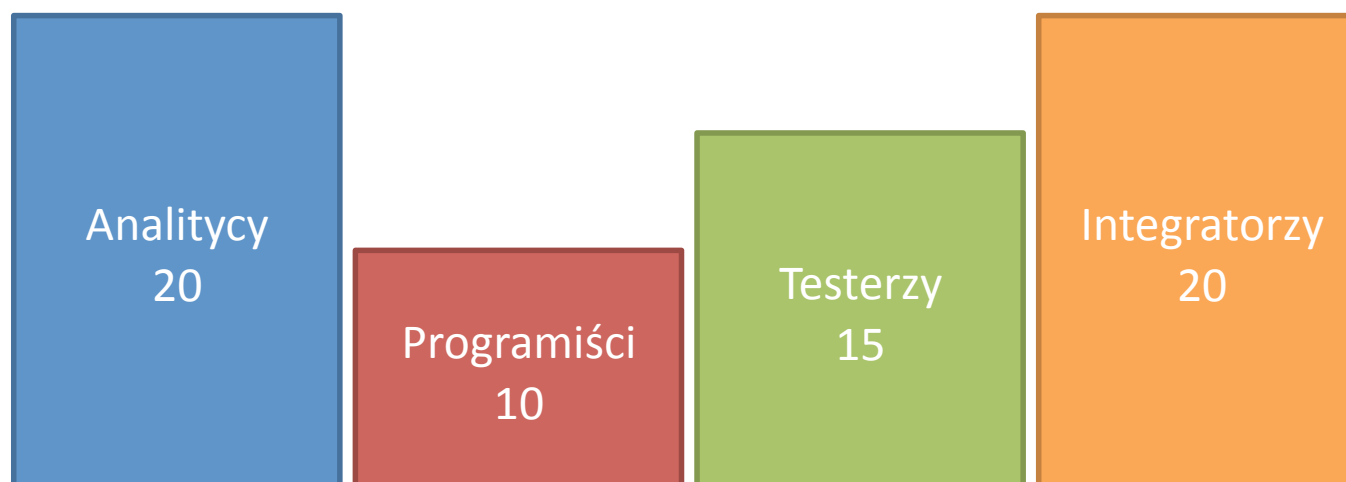 Analitycy
20
Programiści
10
Testerzy
15
Integratorzy
20